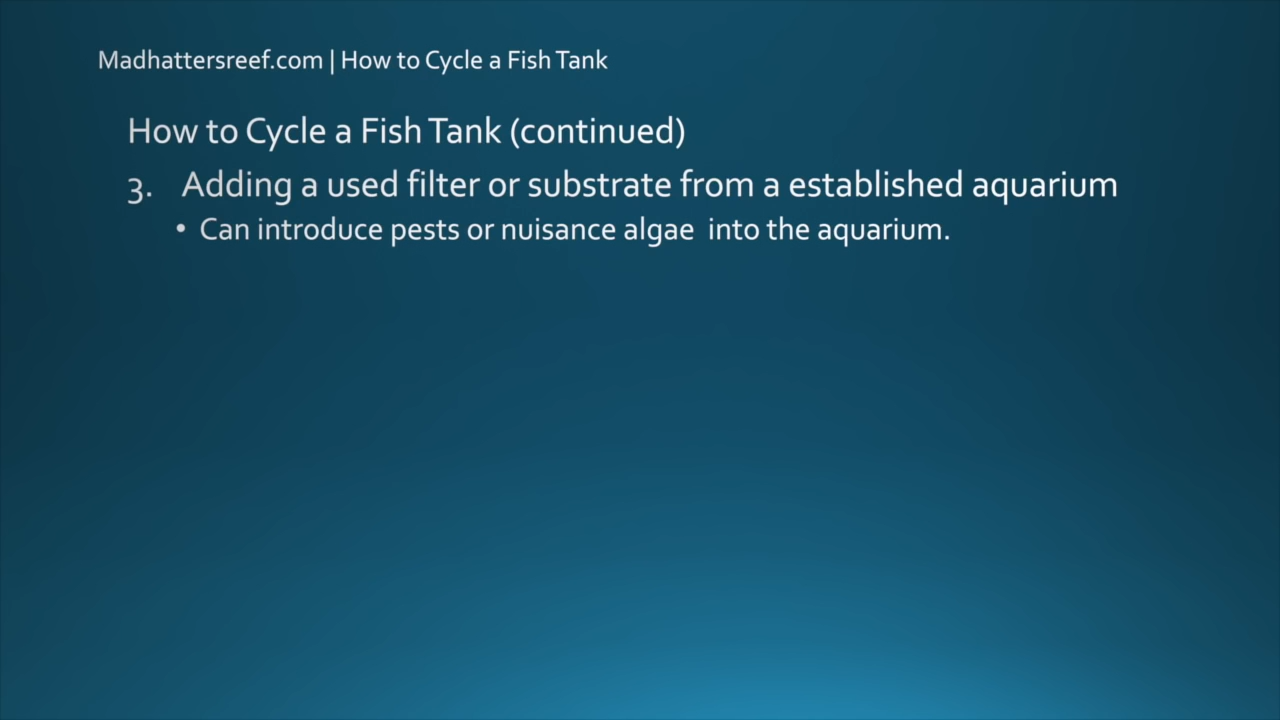 Madhattersreef.com | How to Cycle a Fish Tank
How to Cycle a Fish Tank (continued)
3. Adding a used filter or substrate from a established aquarium
• Can introduce pests or nuisance algae  into the aquarium.